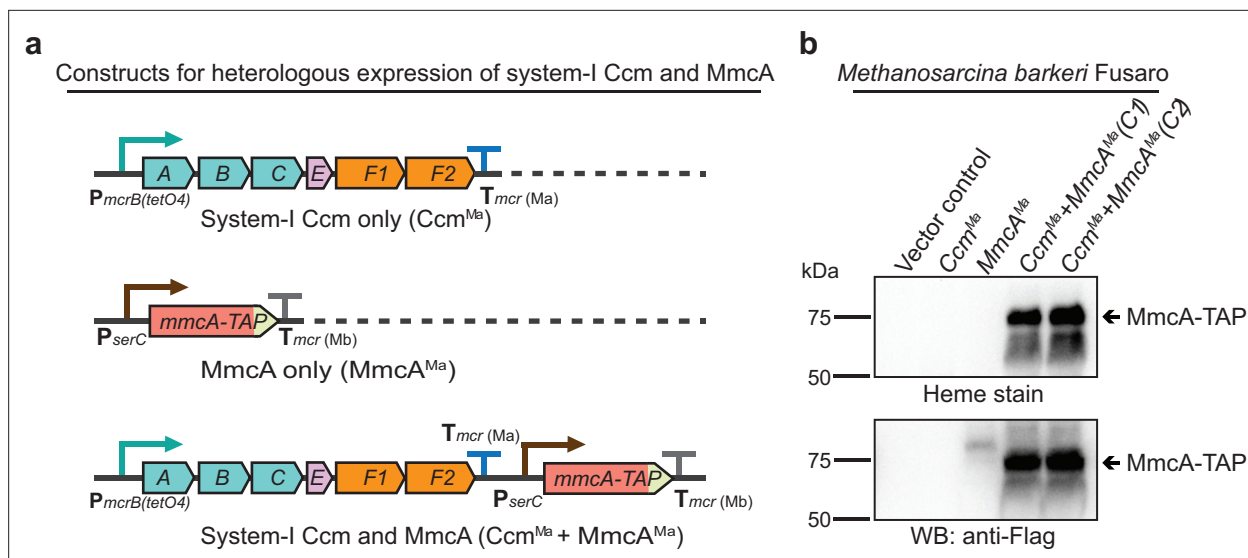 a
Constructs for heterologous expression of system-I Ccm and MmcA
A B C E F1 F2
PmcrB(tetO4)
Tmcr (Ma)
System-I Ccm only (CcmMa)
mmcA-TAP
PserC
Tmcr (Mb)
MmcA only (MmcAMa)
Tmcr (Ma)
A B C E F1 F2
mmcA-TAP
PmcrB(tetO4)
PserC
Tmcr (Mb)
System-I Ccm and MmcA (CcmMa + MmcAMa)
b
Methanosarcina barkeri Fusaro
Vector control
CcmMa
MmcAMa
CcmMa+MmcAMa(C1)
CcmMa+MmcAMa(C2)
kDa
75
MmcA-TAP
50
Heme stain
75
MmcA-TAP
50
WB: anti-Flag